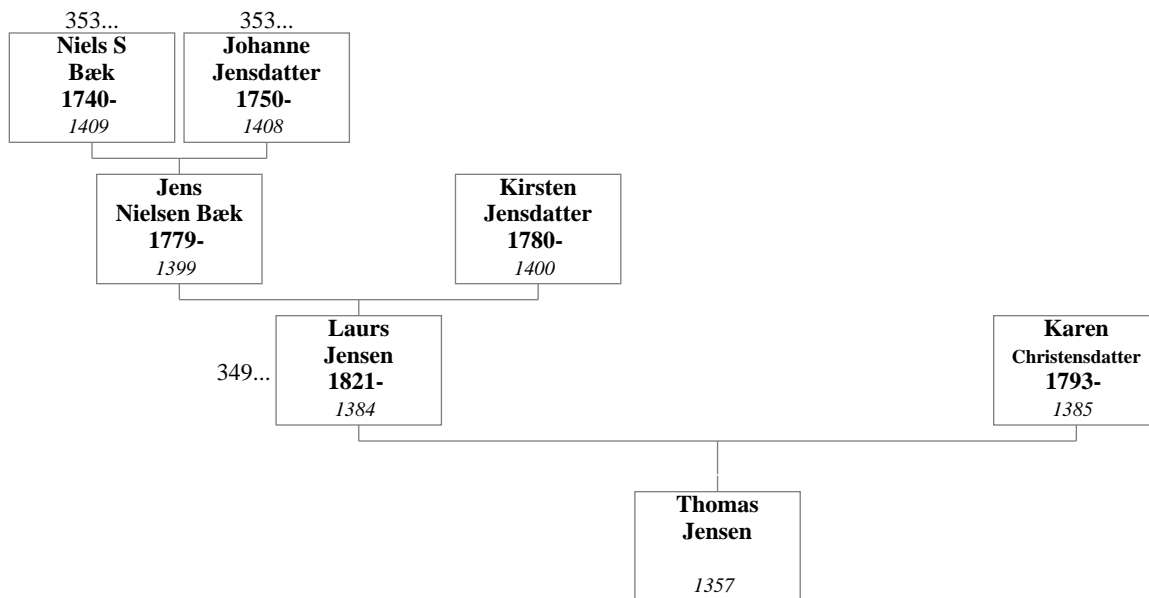 353...
353...
Niels S
Bæk
1740-
1409
Johanne
Jensdatter
1750-
1408
Jens
Nielsen Bæk
1779-
1399
Kirsten
Jensdatter
1780-
1400
349...
Laurs
Jensen
1821-
1384
Karen
Christensdatter
1793-
1385
Thomas
Jensen
1357